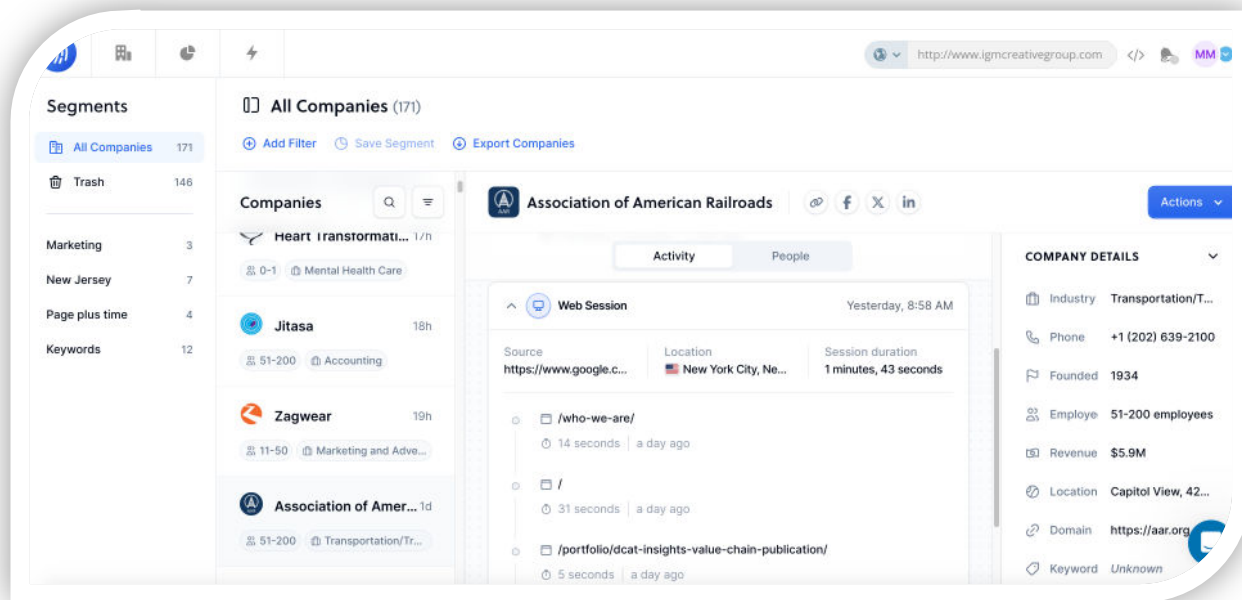 http://www.igmcreativegroup.com
</>
MM
Segments
All Companies 171
Trash 146
Marketing 3
New Jersey 7
Page plus time 4
Keywords 12
All Companies (171)
Add Filter
Save Segment
Export Companies
Companies
Heart Transformati... 17h
0-1
Mental Health Care
Jitasa 18h
51-200
Accounting
Zagwear 19h
11-50
Marketing and Adve...
AAR
Association of Amer... 1d
51-200
Transportation/Tr...
AAR
Association of American Railroads
f X in
Actions
Activity
People
Web Session
Yesterday, 8:58 AM
Source
Location
Session duration
https://www.google.c...
New York City, Ne...
1 minutes, 43 seconds
/who-we-are/
14 seconds | a day ago
/
31 seconds | a day ago
/portfolio/dcat-insights-value-chain-publication/
5 seconds | a day ago
COMPANY DETAILS
Industry Transportation/T...
Phone +1 (202) 639-2100
Founded 1934
Employe 51-200 employees
Revenue $5.9M
Location Capitol View, 42...
Domain https://aar.org
Keyword Unknown